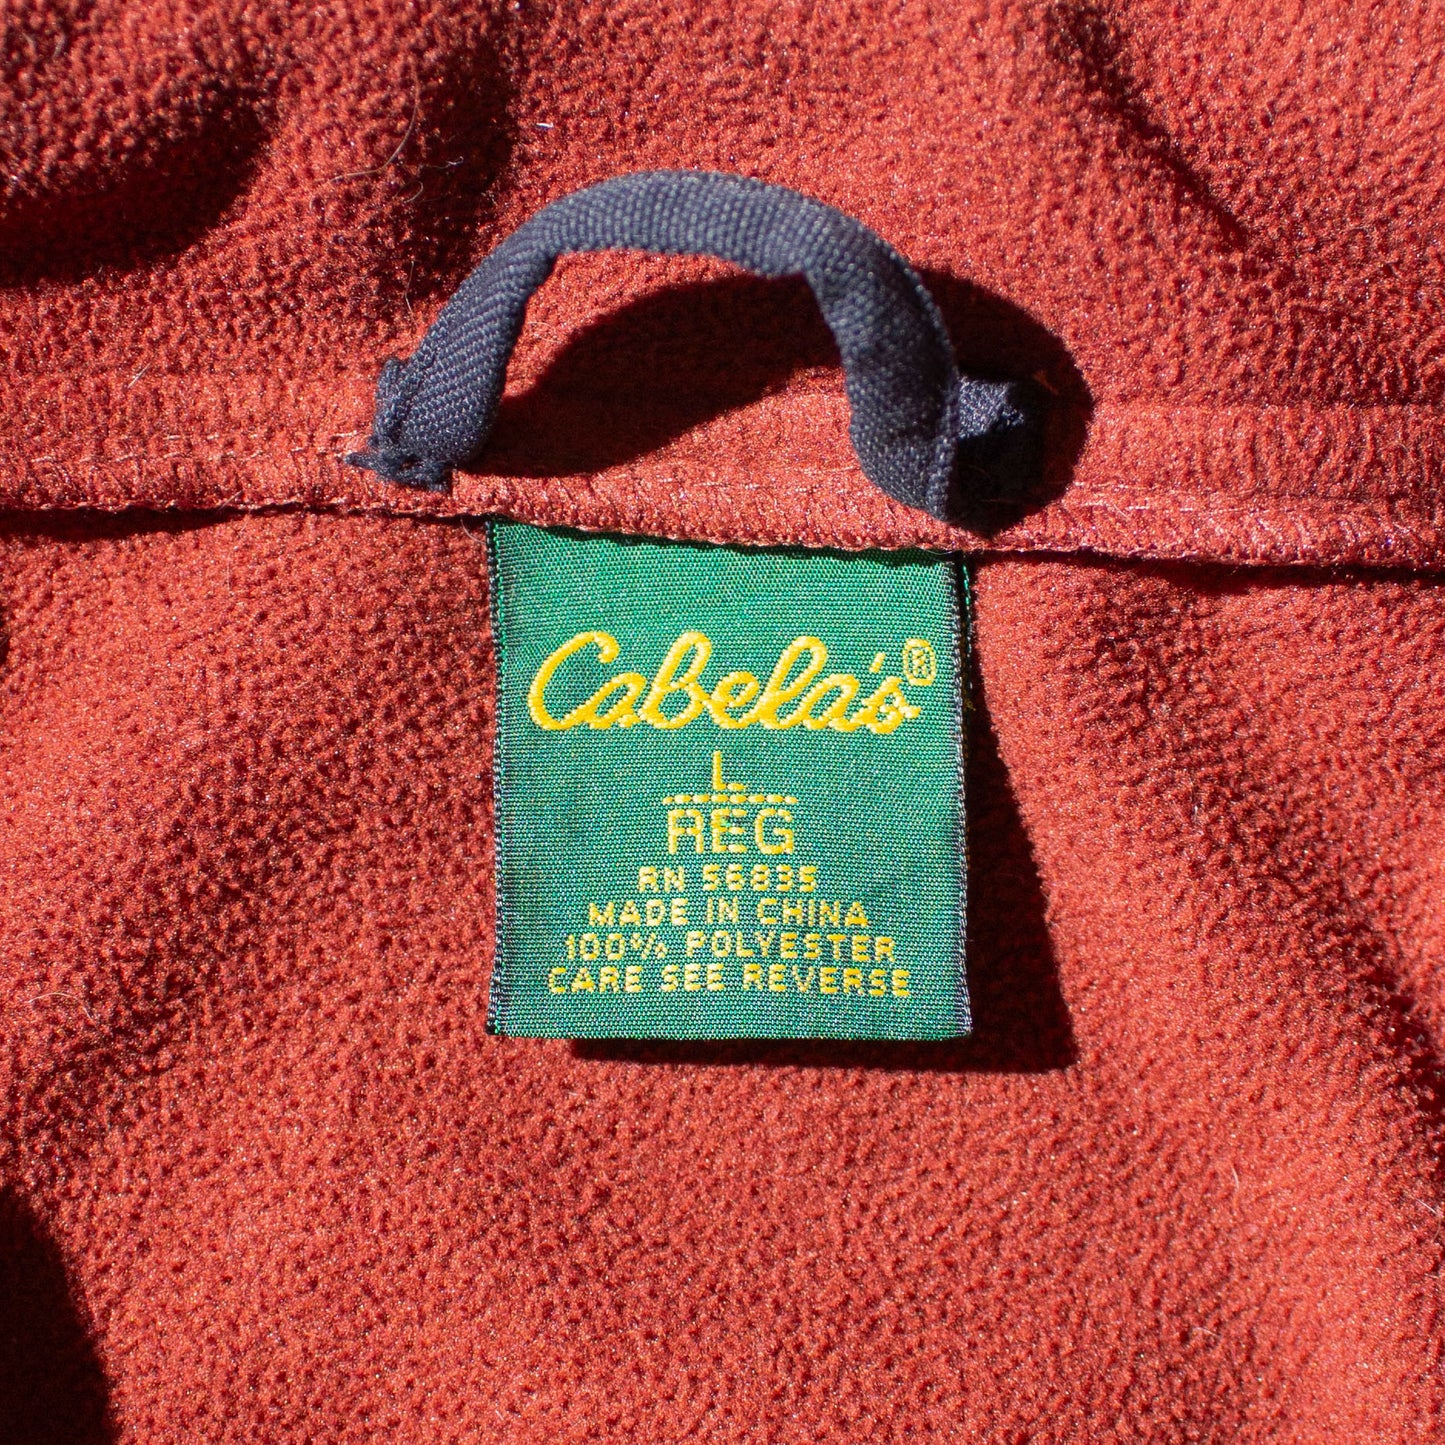 Cabela's®
L
REG
RN 56835
MADE IN CHINA
100% POLYESTER
CARE SEE REVERSE